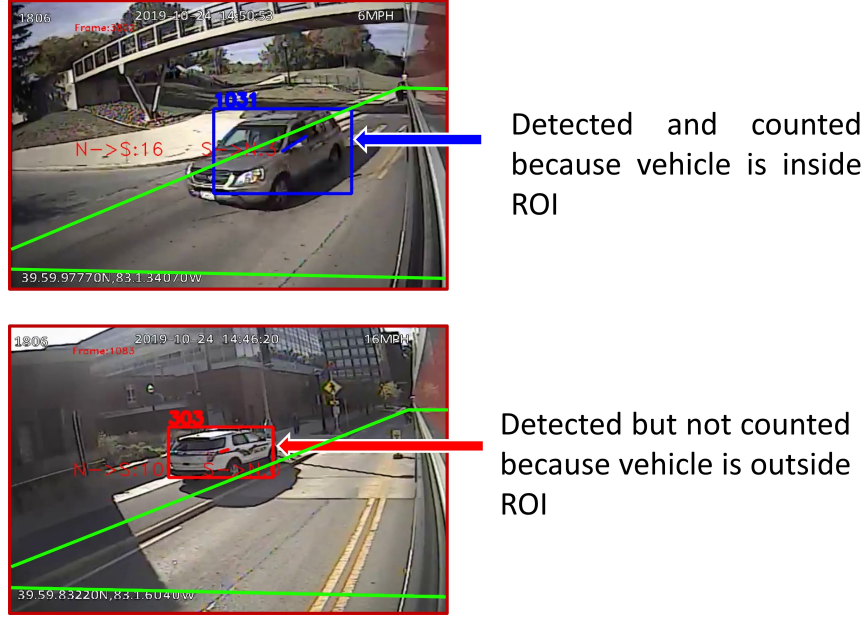 1806 2019-10-24 14:50:53 6MPH
1031
N->S:16
39.59.97770N,83.1.34070W
Detected and counted
because vehicle is inside
ROI
1806 2019-10-24 14:46:20 16MPH
Frame:1083
303
39.59.83220N,83.1.6040W
Detected but not counted
because vehicle is outside
ROI